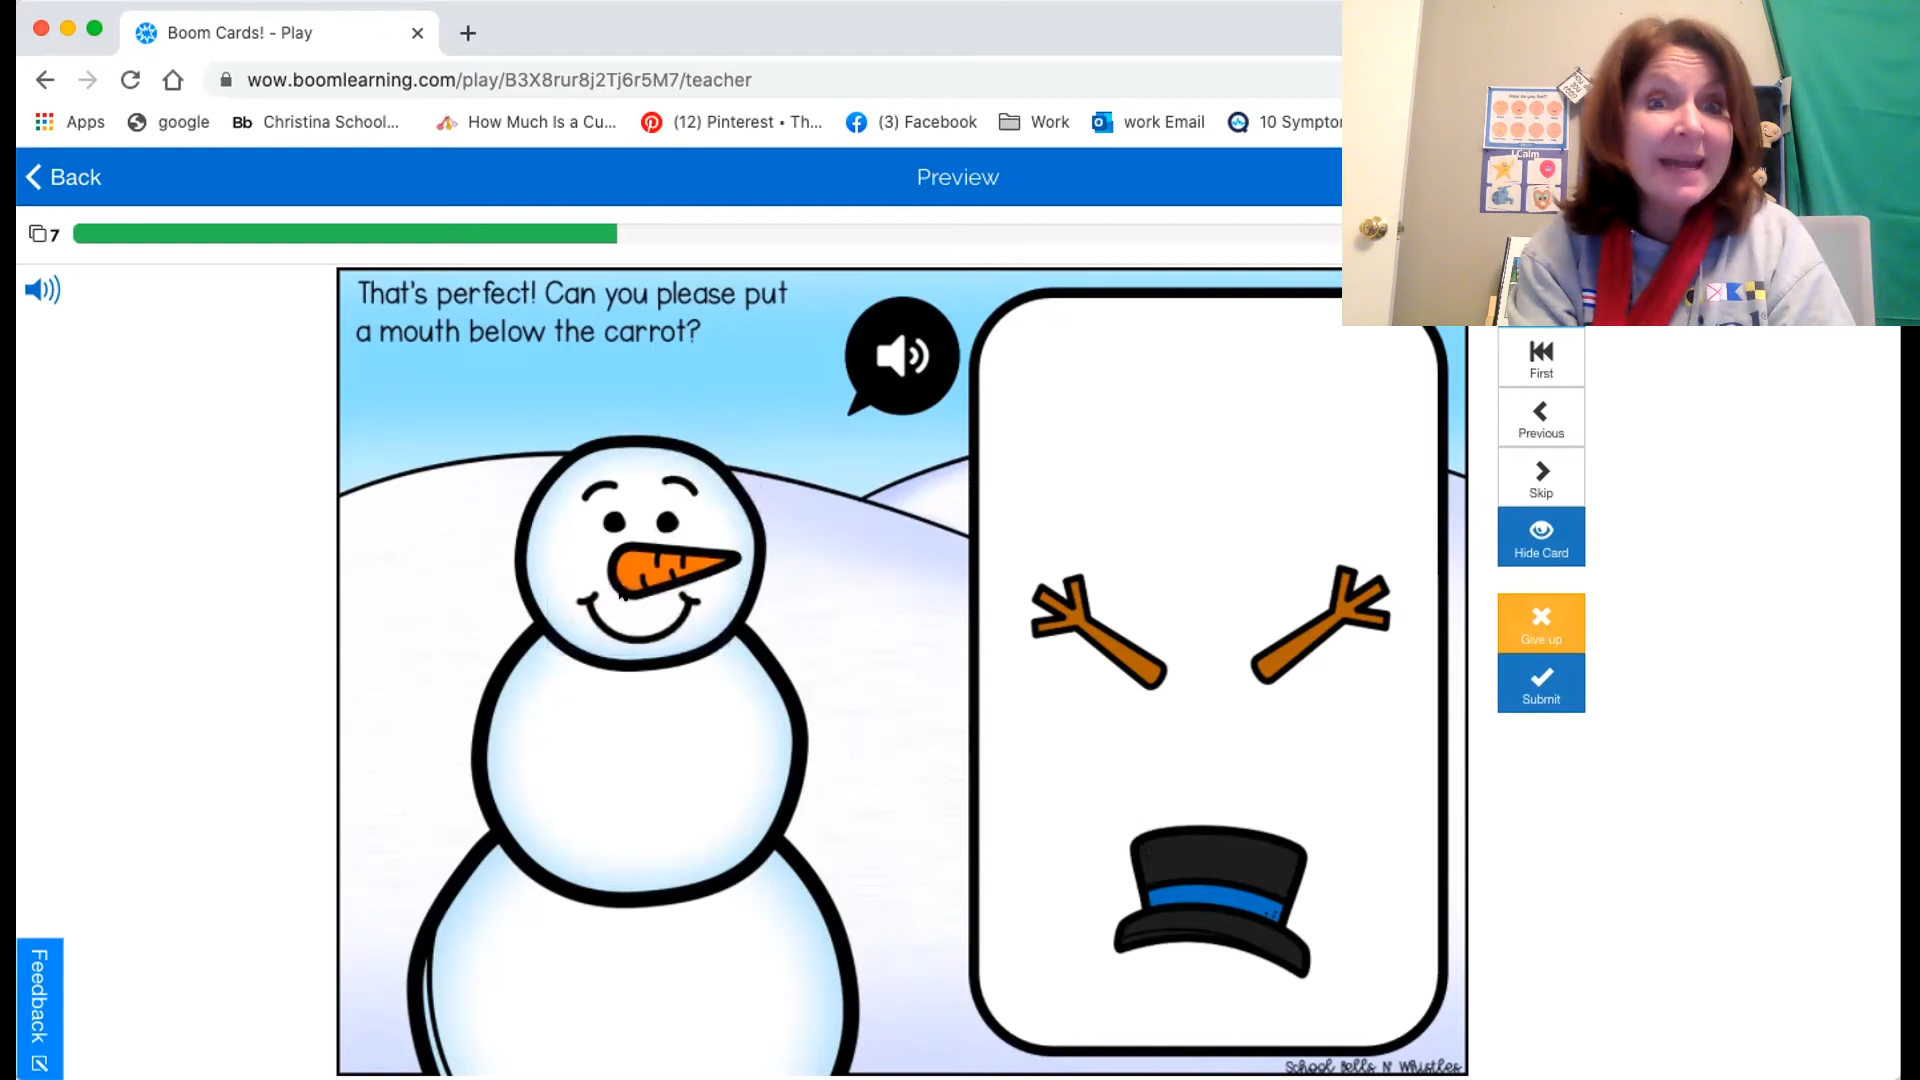 Boom Cards! - Play
wow.boomlearning.com/play/B3X8rur8j2Tj6r5M7/teacher
Apps google Bb Christina School... How Much Is a Cu... (12) Pinterest • Th... (3) Facebook Work work Email 10 Sympto
Back
Preview
7
That's perfect! Can you please put
a mouth below the carrot?
First
Previous
Skip
Hide Card
Give up
Submit
Feedback
School Bells N' Whistles
I Calm